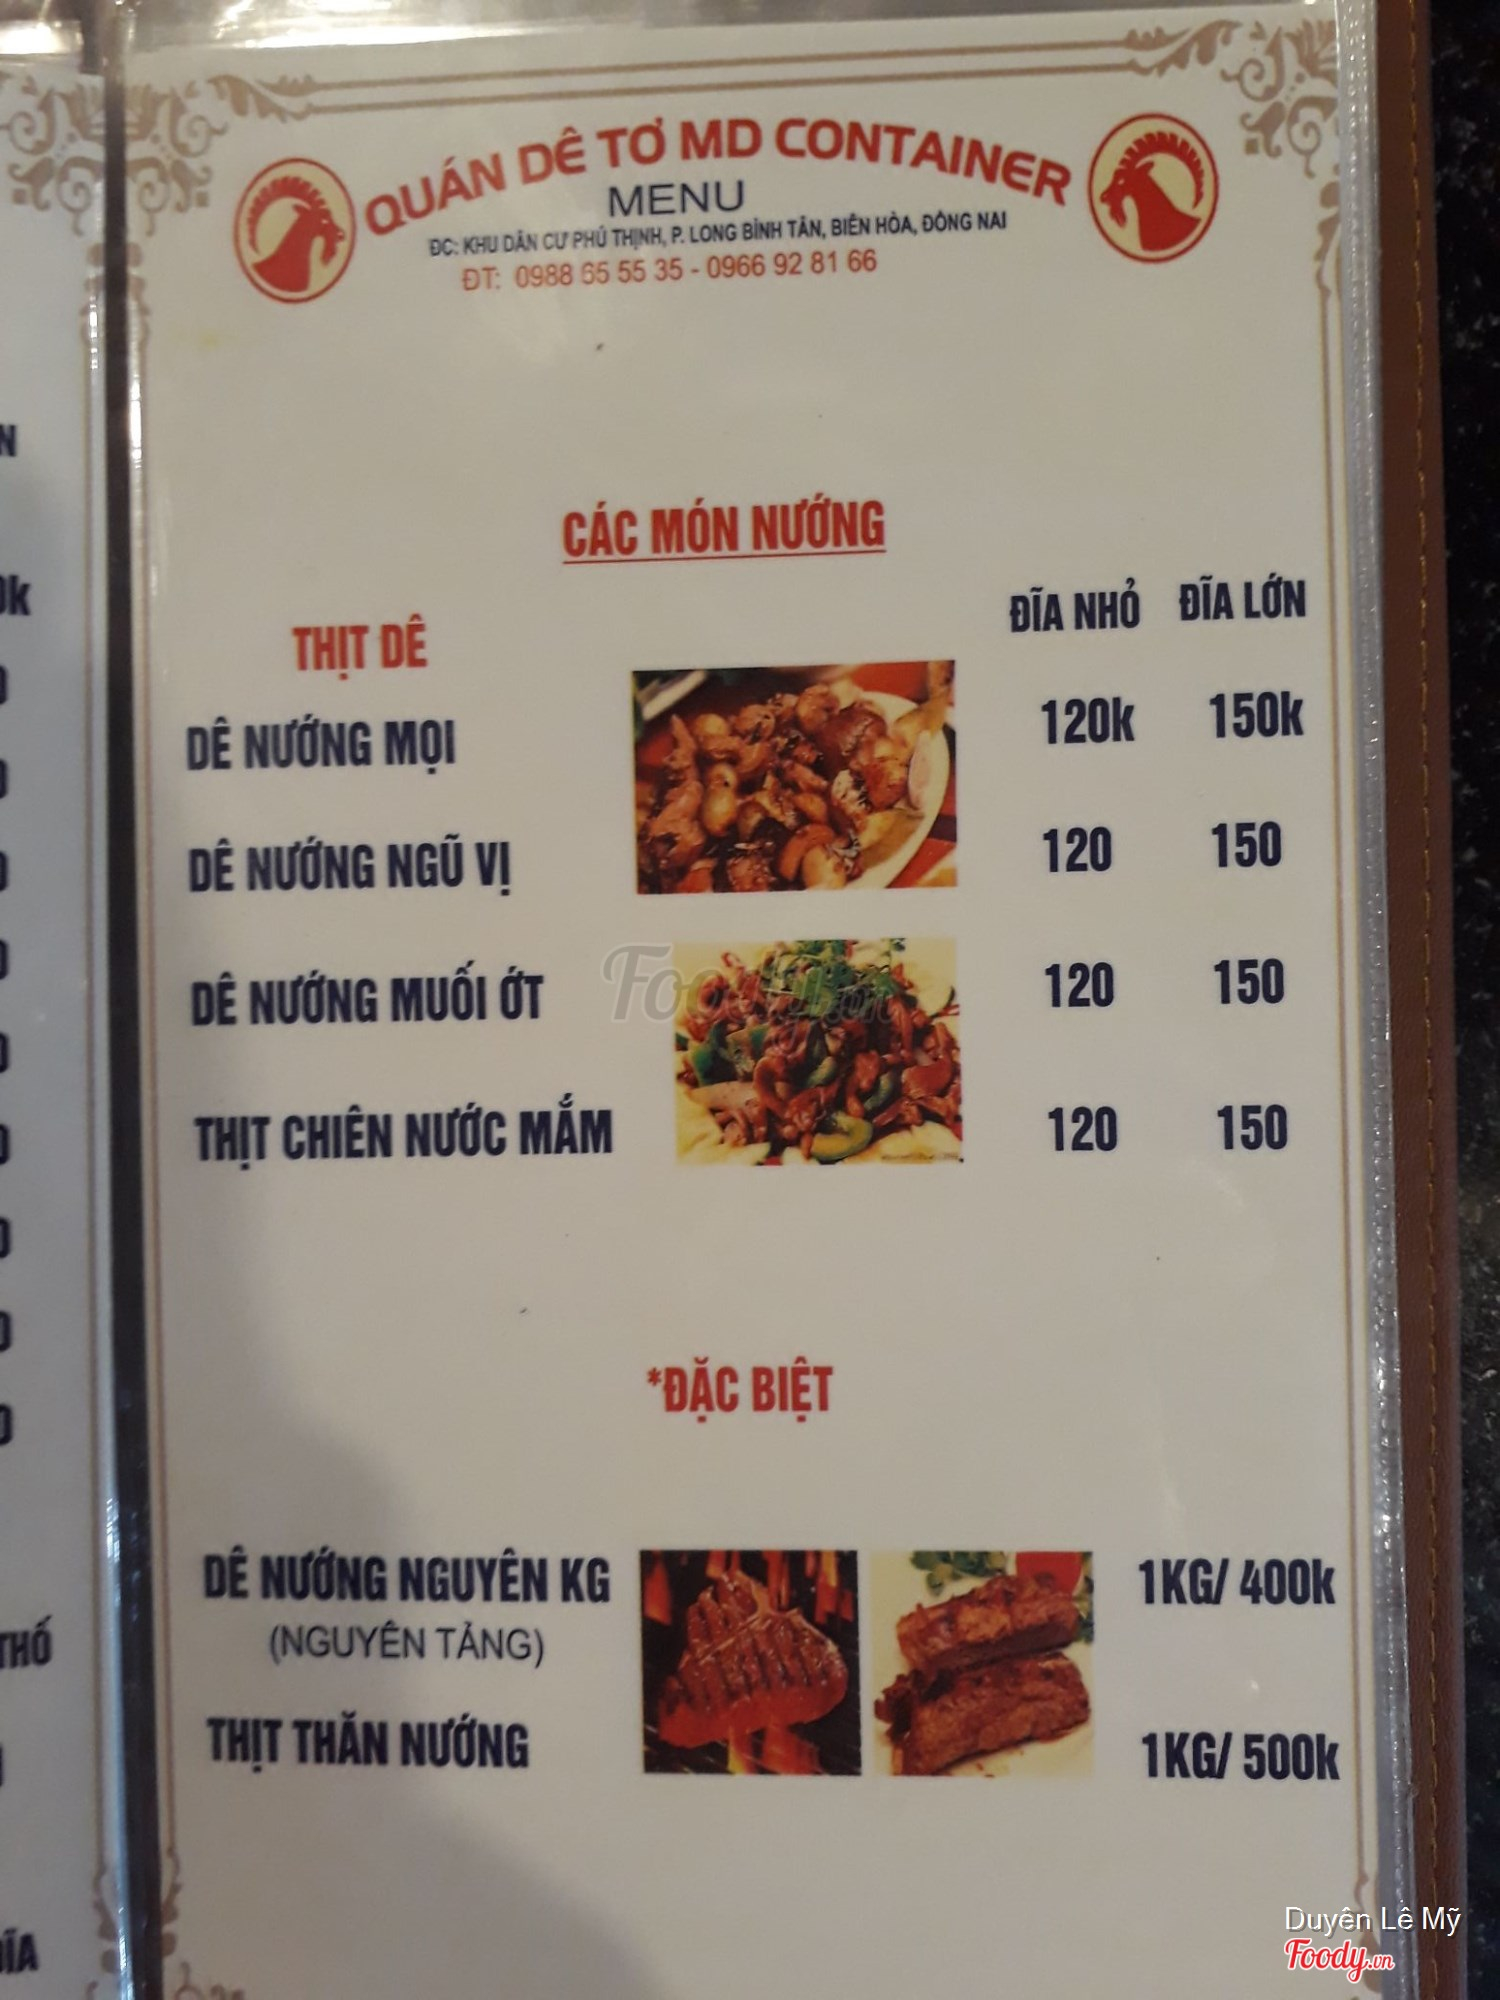 QUÁN DÊ TƠ MD CONTAINER
MENU
ĐC: KHU DÂN CƯ PHÚ THỊNH, P. LONG BÌNH TÂN, BIÊN HÒA, ĐỒNG NAI
ĐT: 0988 65 55 35 - 0966 92 81 66
CÁC MÓN NƯỚNG
THỊT DÊ ĐĨA NHỎ ĐĨA LỚN
DÊ NƯỚNG MỌI 120k 150k
DÊ NƯỚNG NGŨ VỊ 120 150
DÊ NƯỚNG MUỐI ỚT 120 150
THỊT CHIÊN NƯỚC MẮM 120 150
*ĐẶC BIỆT
DÊ NƯỚNG NGUYÊN KG 1KG/ 400k
(NGUYÊN TẢNG)
THỊT THĂN NƯỚNG 1KG/ 500k
THỐ
ĐĨA
Foody.vn
Duyên Lê Mỹ
Foody.vn